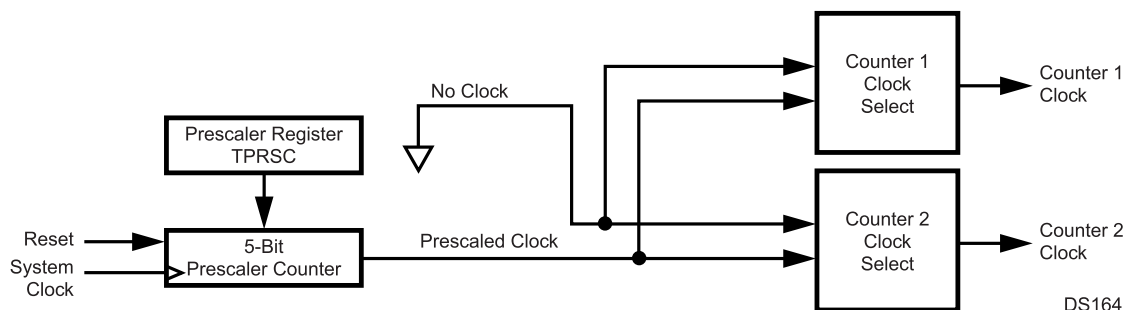 Counter 1
Clock
Select
Counter 1
Clock
No Clock
Prescaler Register
TPRSC
Reset
System
Clock
5-Bit
Prescaler Counter
Prescaled Clock
Counter 2
Clock
Select
Counter 2
Clock
DS164